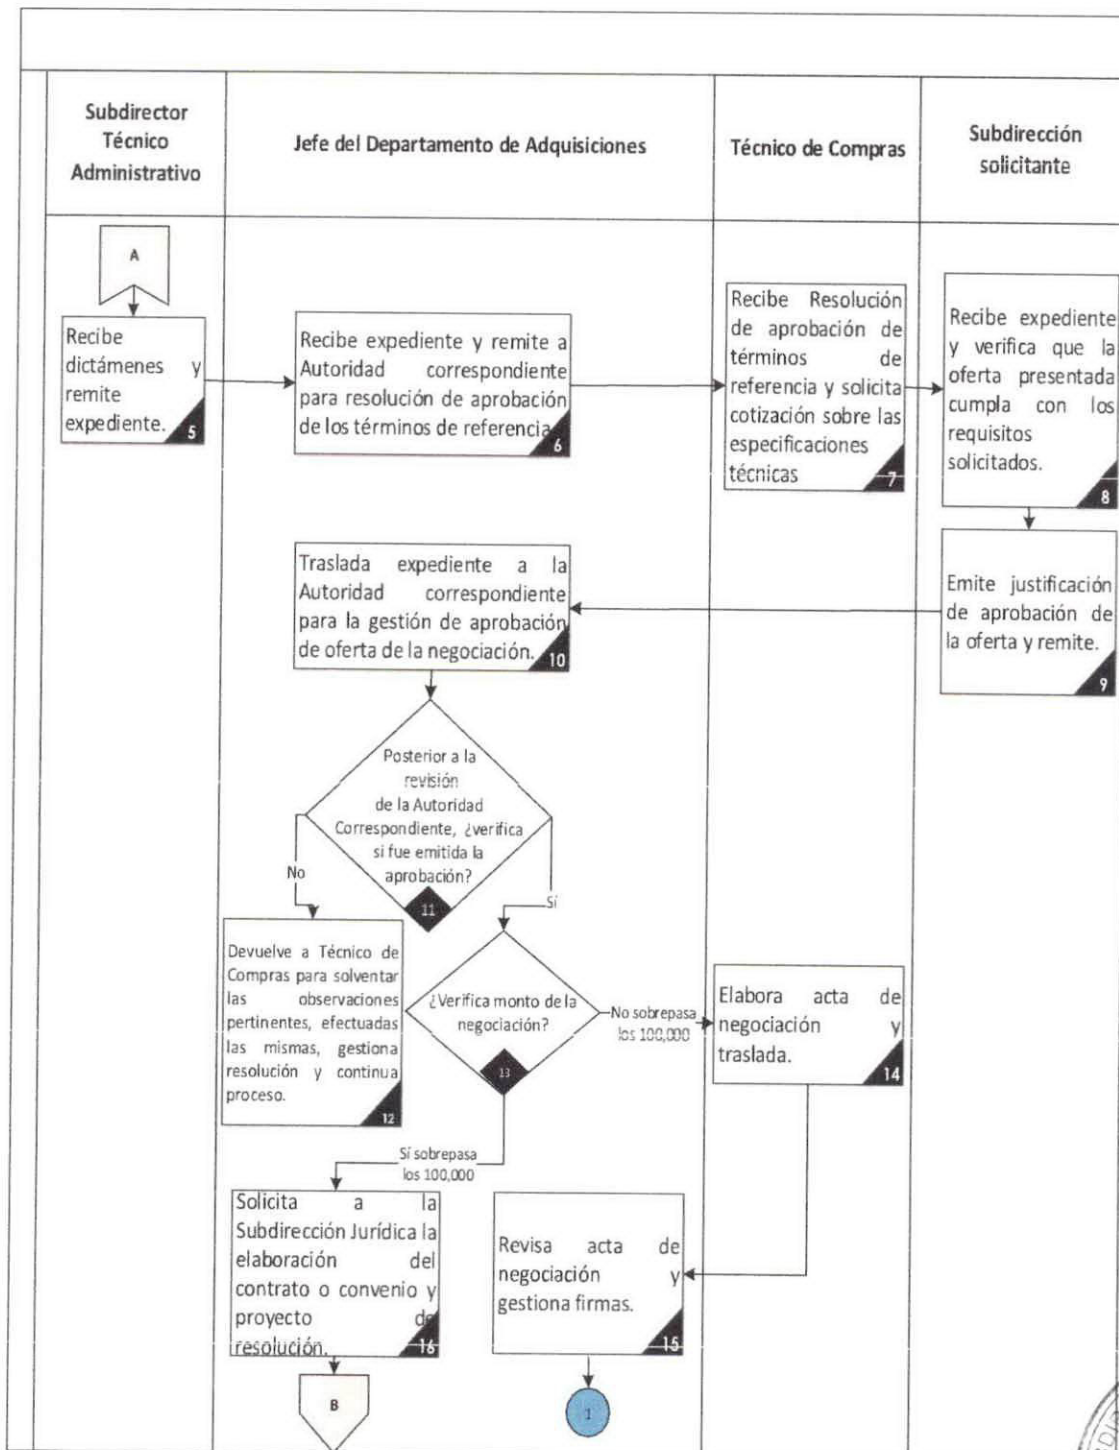 Subdirector
Técnico
Administrativo
Jefe del Departamento de Adquisiciones
Técnico de Compras
Subdirección
solicitante
A
Recibe
dictámenes y
remite
expediente.
5
Recibe expediente y remite a
Autoridad correspondiente
para resolución de aprobación
de los términos de referencia
6
Recibe Resolución
de aprobación de
términos de
referencia y solicita
cotización sobre las
especificaciones
técnicas
7
Recibe expediente
y verifica que la
oferta presentada
cumpla con los
requisitos
solicitados.
8
Emite justificación
de aprobación de
la oferta y remite.
9
Traslada expediente a la
Autoridad correspondiente
para la gestión de aprobación
de oferta de la negociación.
10
Posterior a la
revisión
de la Autoridad
Correspondiente, ¿verifica
si fue emitida la
aprobación?
11
No
Sí
Devuelve a Técnico de
Compras para solventar
las observaciones
pertinentes, efectuadas
las mismas, gestiona
resolución y continua
proceso.
12
¿Verifica monto de la
negociación?
13
No sobrepasa
los 100,000
Elabora acta de
negociación y
traslada.
14
Sí sobrepasa
los 100,000
Solicita a la
Subdirección Jurídica la
elaboración del
contrato o convenio y
proyecto de
resolución.
16
Revisa acta de
negociación y
gestiona firmas.
15
B
1